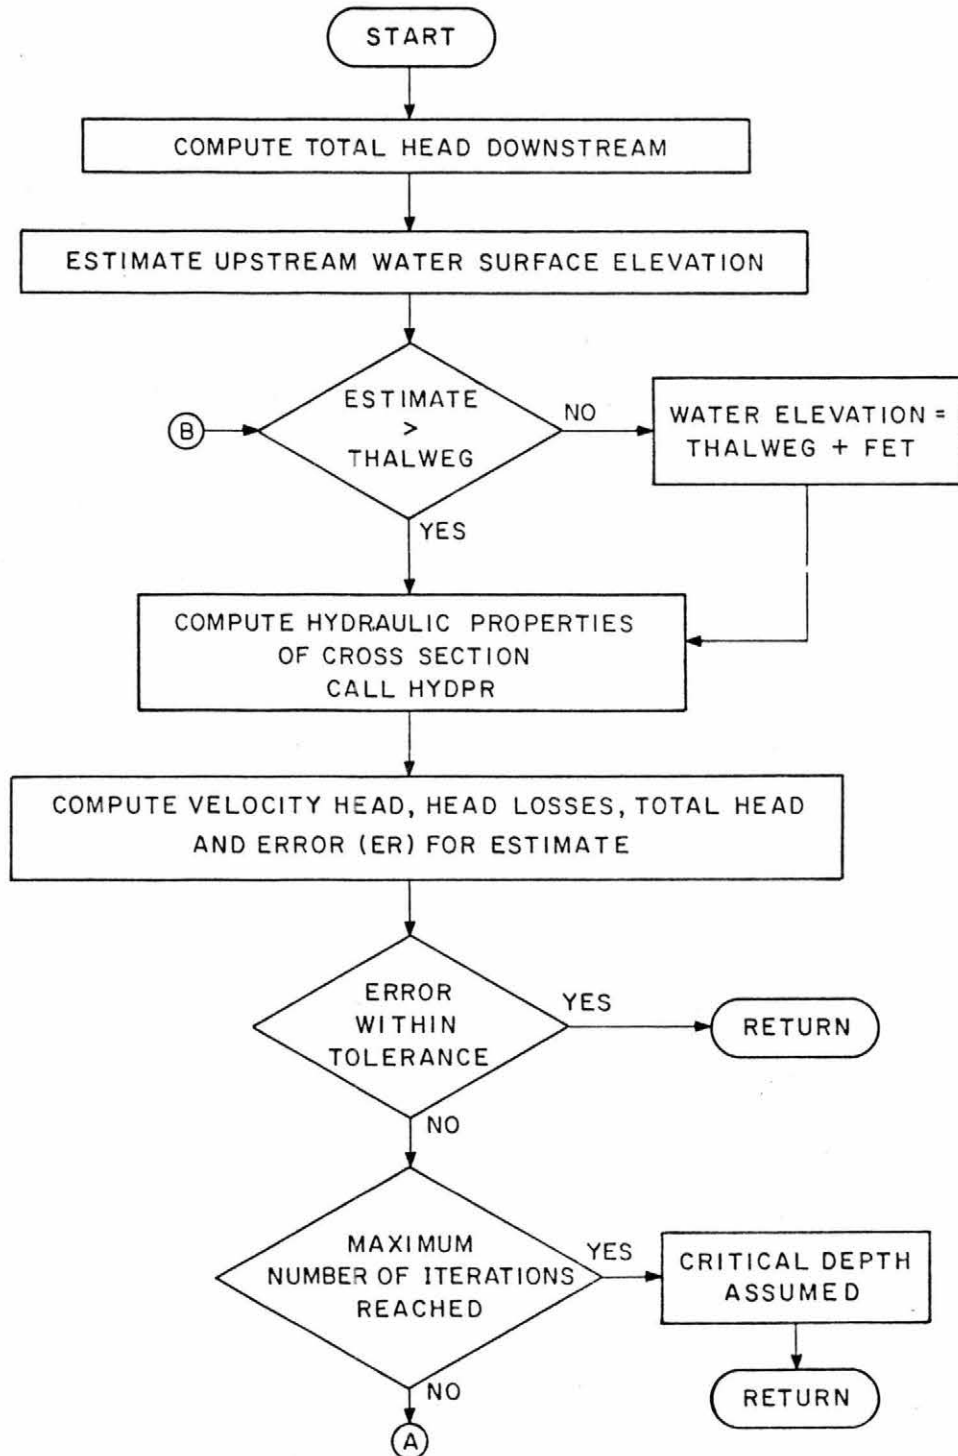 START
COMPUTE TOTAL HEAD DOWNSTREAM
ESTIMATE UPSTREAM WATER SURFACE ELEVATION
ESTIMATE
>
THALWEG
B
NO
WATER ELEVATION =
THALWEG + FET
YES
COMPUTE HYDRAULIC PROPERTIES
OF CROSS SECTION
CALL HYDPR
COMPUTE VELOCITY HEAD, HEAD LOSSES, TOTAL HEAD
AND ERROR (ER) FOR ESTIMATE
ERROR
WITHIN
TOLERANCE
YES
RETURN
NO
MAXIMUM
NUMBER OF ITERATIONS
REACHED
YES
CRITICAL DEPTH
ASSUMED
RETURN
NO
A